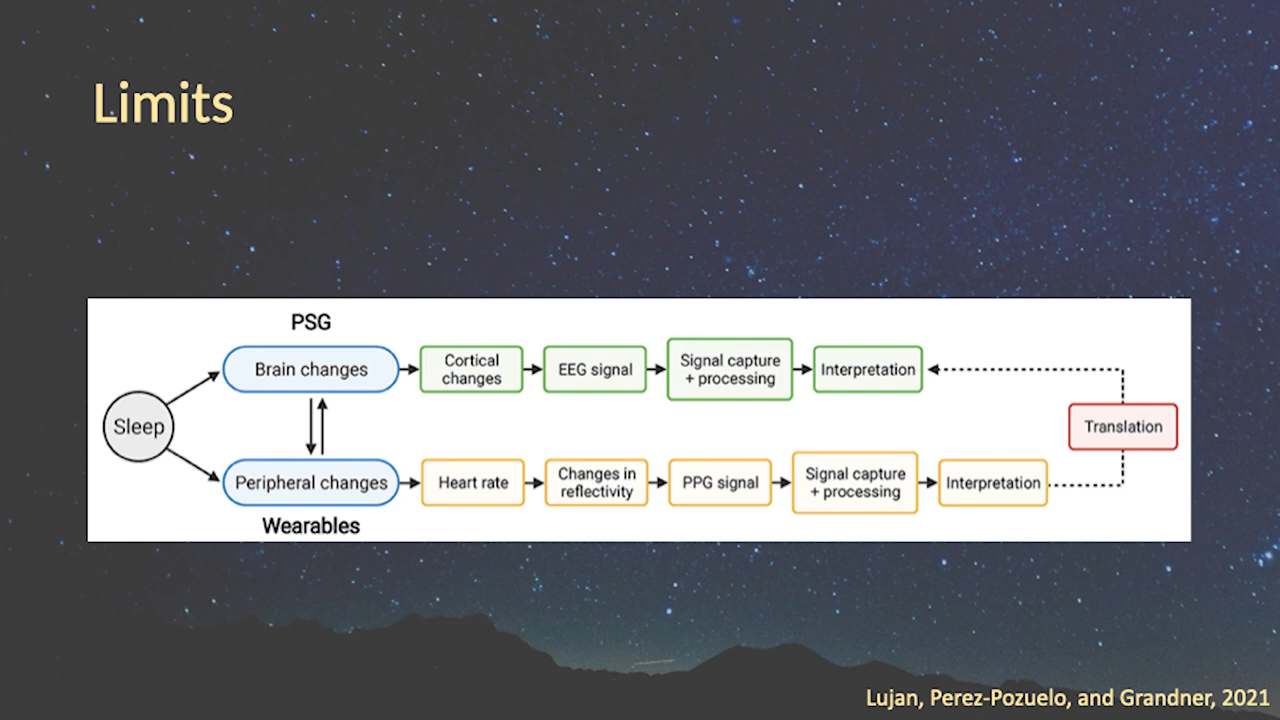 Limits
PSG
Brain changes
Cortical
changes
EEG signal
Signal capture
+ processing
Interpretation
Sleep
Translation
Peripheral changes
Heart rate
Changes in
reflectivity
PPG signal
Signal capture
+ processing
Interpretation
Wearables
Lujan, Perez-Pozuelo, and Grandner, 2021